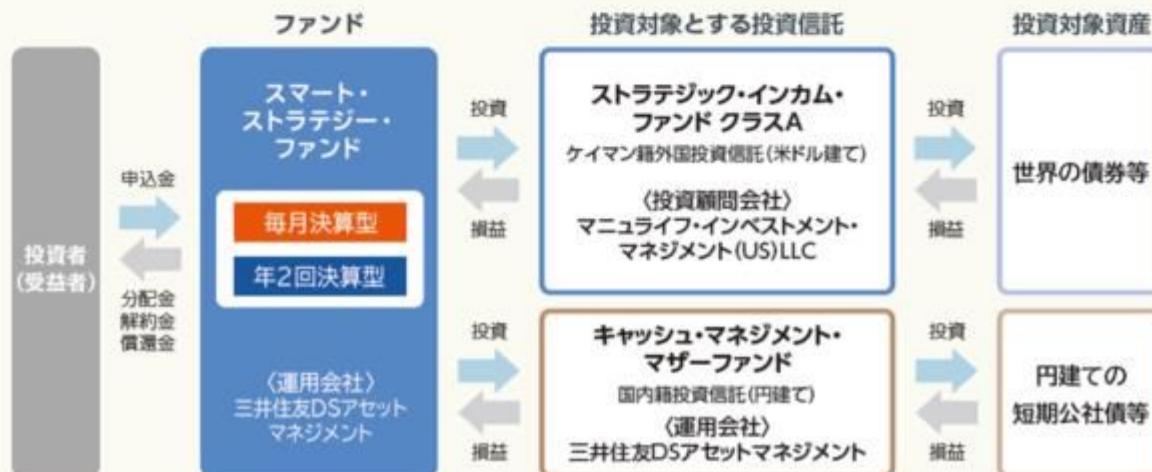 ファンド
投資対象とする投資信託
投資対象資産
投資者
(受益者)
申込金
分配金
解約金
償還金
スマート・
ストラテジー・
ファンド
毎月決算型
年2回決算型
〈運用会社〉
三井住友DSアセット
マネジメント
投資
損益
ストラテジック・インカム・
ファンド クラスA
ケイマン籍外国投資信託(米ドル建て)
〈投資顧問会社〉
マニュライフ・インベストメント・
マネジメント(US)LLC
投資
損益
世界の債券等
投資
損益
キャッシュ・マネジメント・
マザーファンド
国内籍投資信託(円建て)
〈運用会社〉
三井住友DSアセットマネジメント
投資
損益
円建ての
短期公社債等